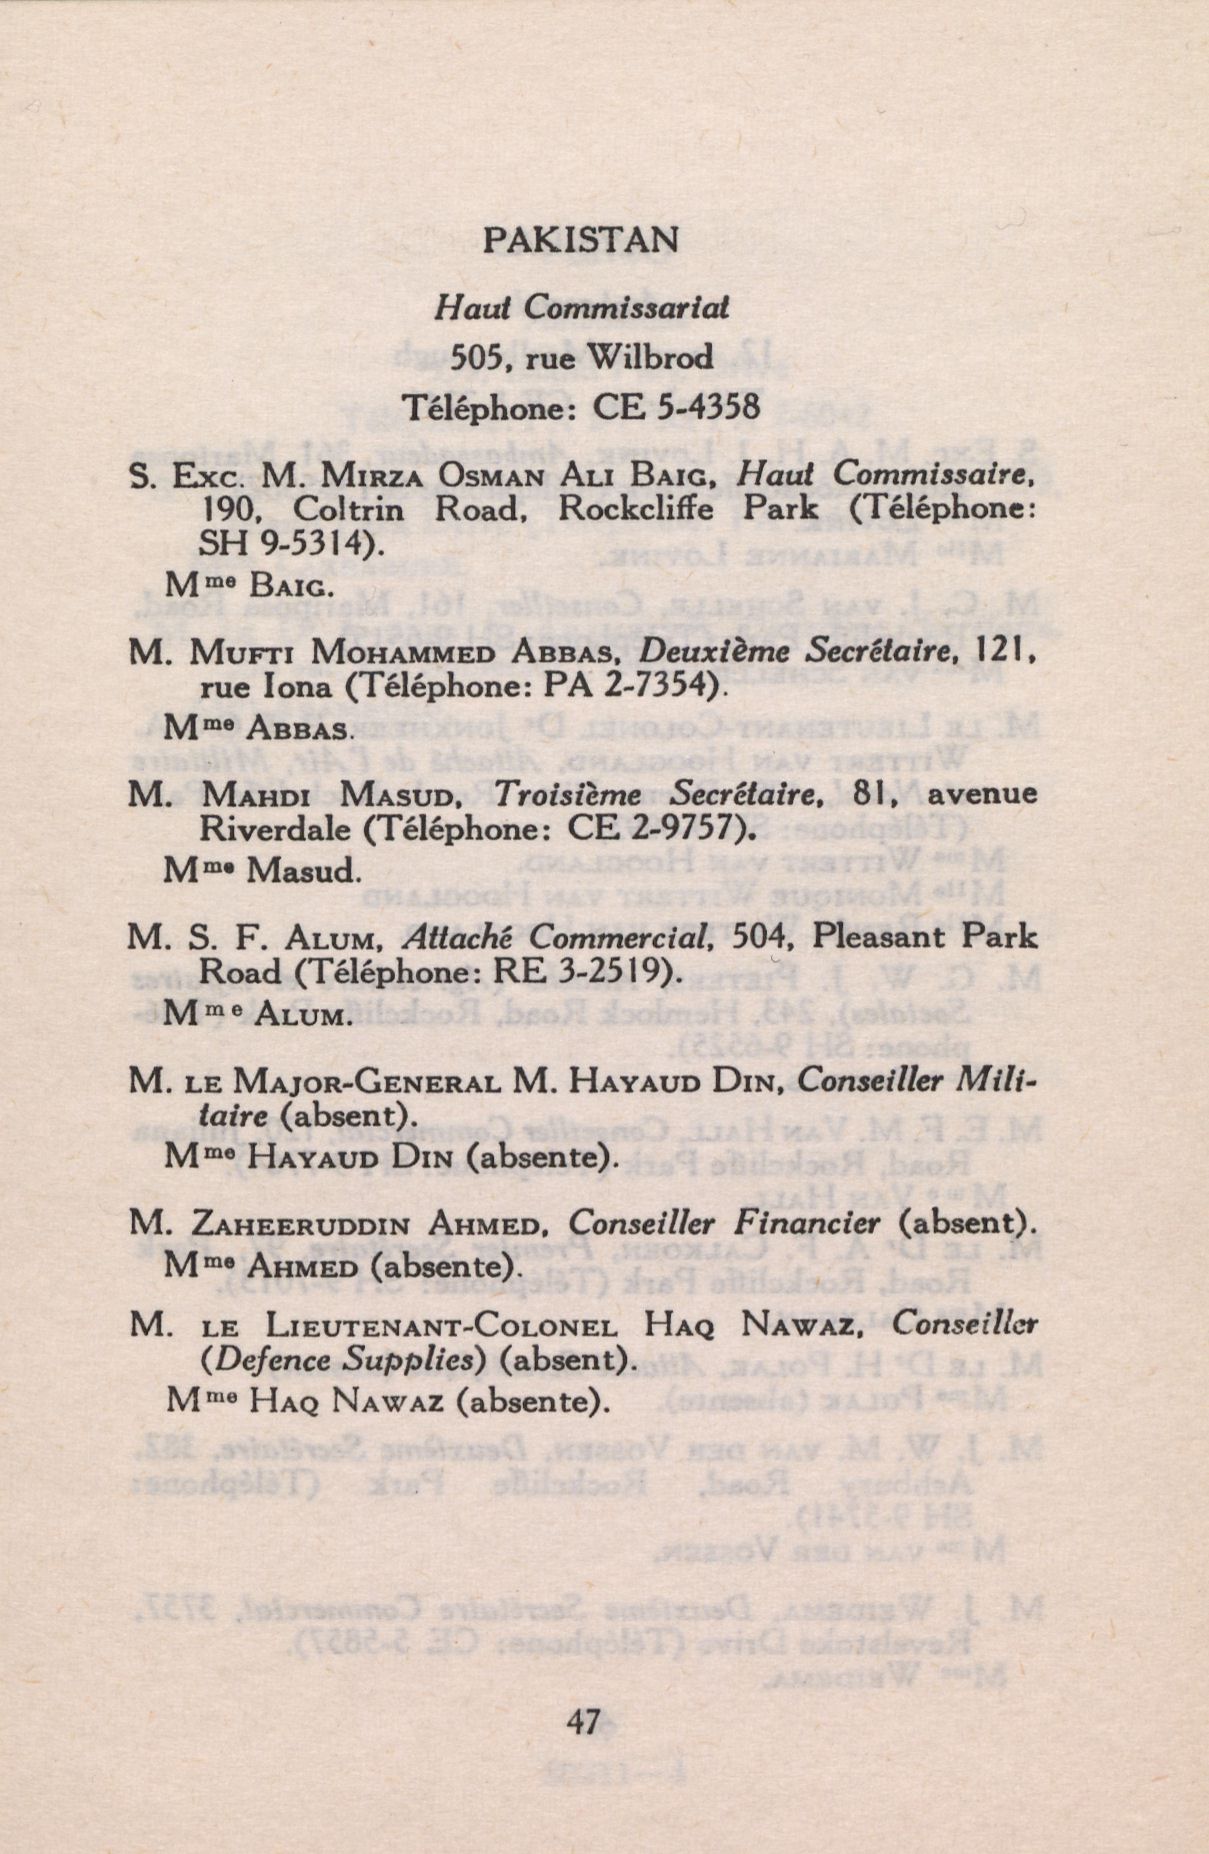 PAKISTAN
Haut Commissariat
505, rue Wilbrod
Téléphone: CE 5-4358
S. Exc. M. Mirza Osman Ali Baig, Haut Commissaire,
190, Coltrin Road, Rockcliffe Park (Téléphone:
SH 9-5314).
Mme Baig.
M. Mufti Mohammed Abbas, Deuxième Secrétaire, 121,
rue Iona (Téléphone: PA 2-7354).
Mme Abbas.
M. Mahdi Masud, Troisième Secrétaire, 81, avenue
Riverdale (Téléphone: CE 2-9757).
Mme Masud.
M. S. F. Alum, Attaché Commercial, 504, Pleasant Park
Road (Téléphone: RE 3-2519).
Mme Alum.
M. le Major-General M. Hayaud Din, Conseiller Mili-
taire (absent).
Mme Hayaud Din (absente).
M. Zaheeruddin Ahmed, Conseiller Financier (absent).
Mme Ahmed (absente).
M. le Lieutenant-Colonel Haq Nawaz, Conseiller
(Defence Supplies) (absent).
Mme Haq Nawaz (absente).
47